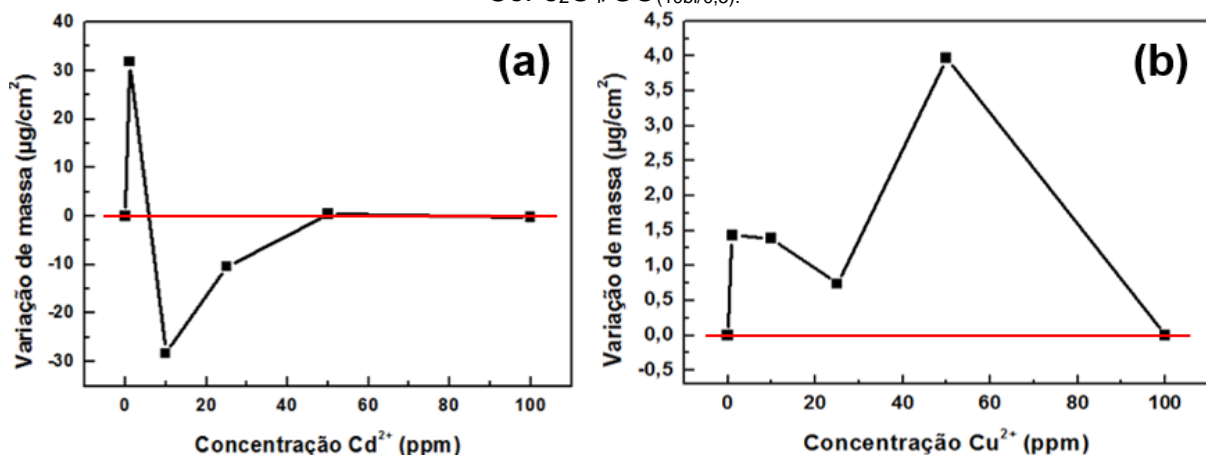 (a)
Variação de massa (µg/cm²)
40
30
20
10
0
-10
-20
-30
0 20 40 60 80 100
Concentração Cd²⁺ (ppm)
(b)
Variação de massa (µg/cm²)
4,5
4,0
3,5
3,0
2,5
2,0
1,5
1,0
0,5
0,0
-0,5
0 20 40 60 80 100
Concentração Cu²⁺ (ppm)